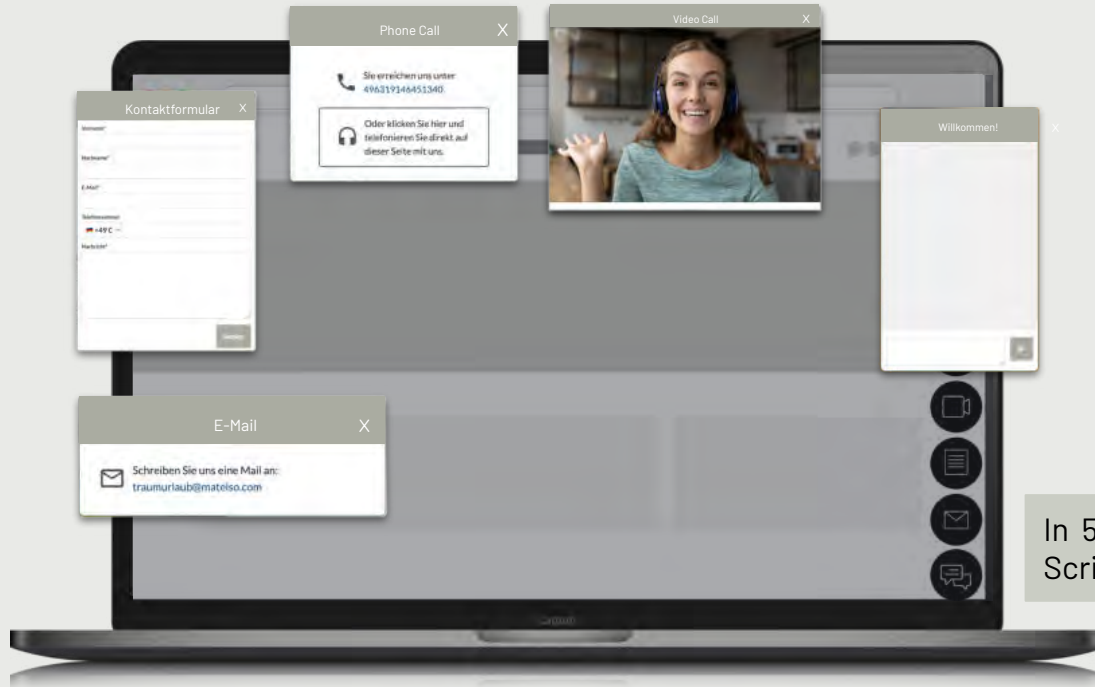 Phone Call X
Sie erreichen uns unter
496319146451340
Oder klicken Sie hier und
telefonieren Sie direkt auf
dieser Seite mit uns.
Video Call X
Kontaktformular X
Nachname*
E-Mail*
Telefonnummer
+49
Nachricht*
Willkommen! X
E-Mail X
Schreiben Sie uns eine Mail an:
traumurlaub@mateiso.com
In 5
Scri